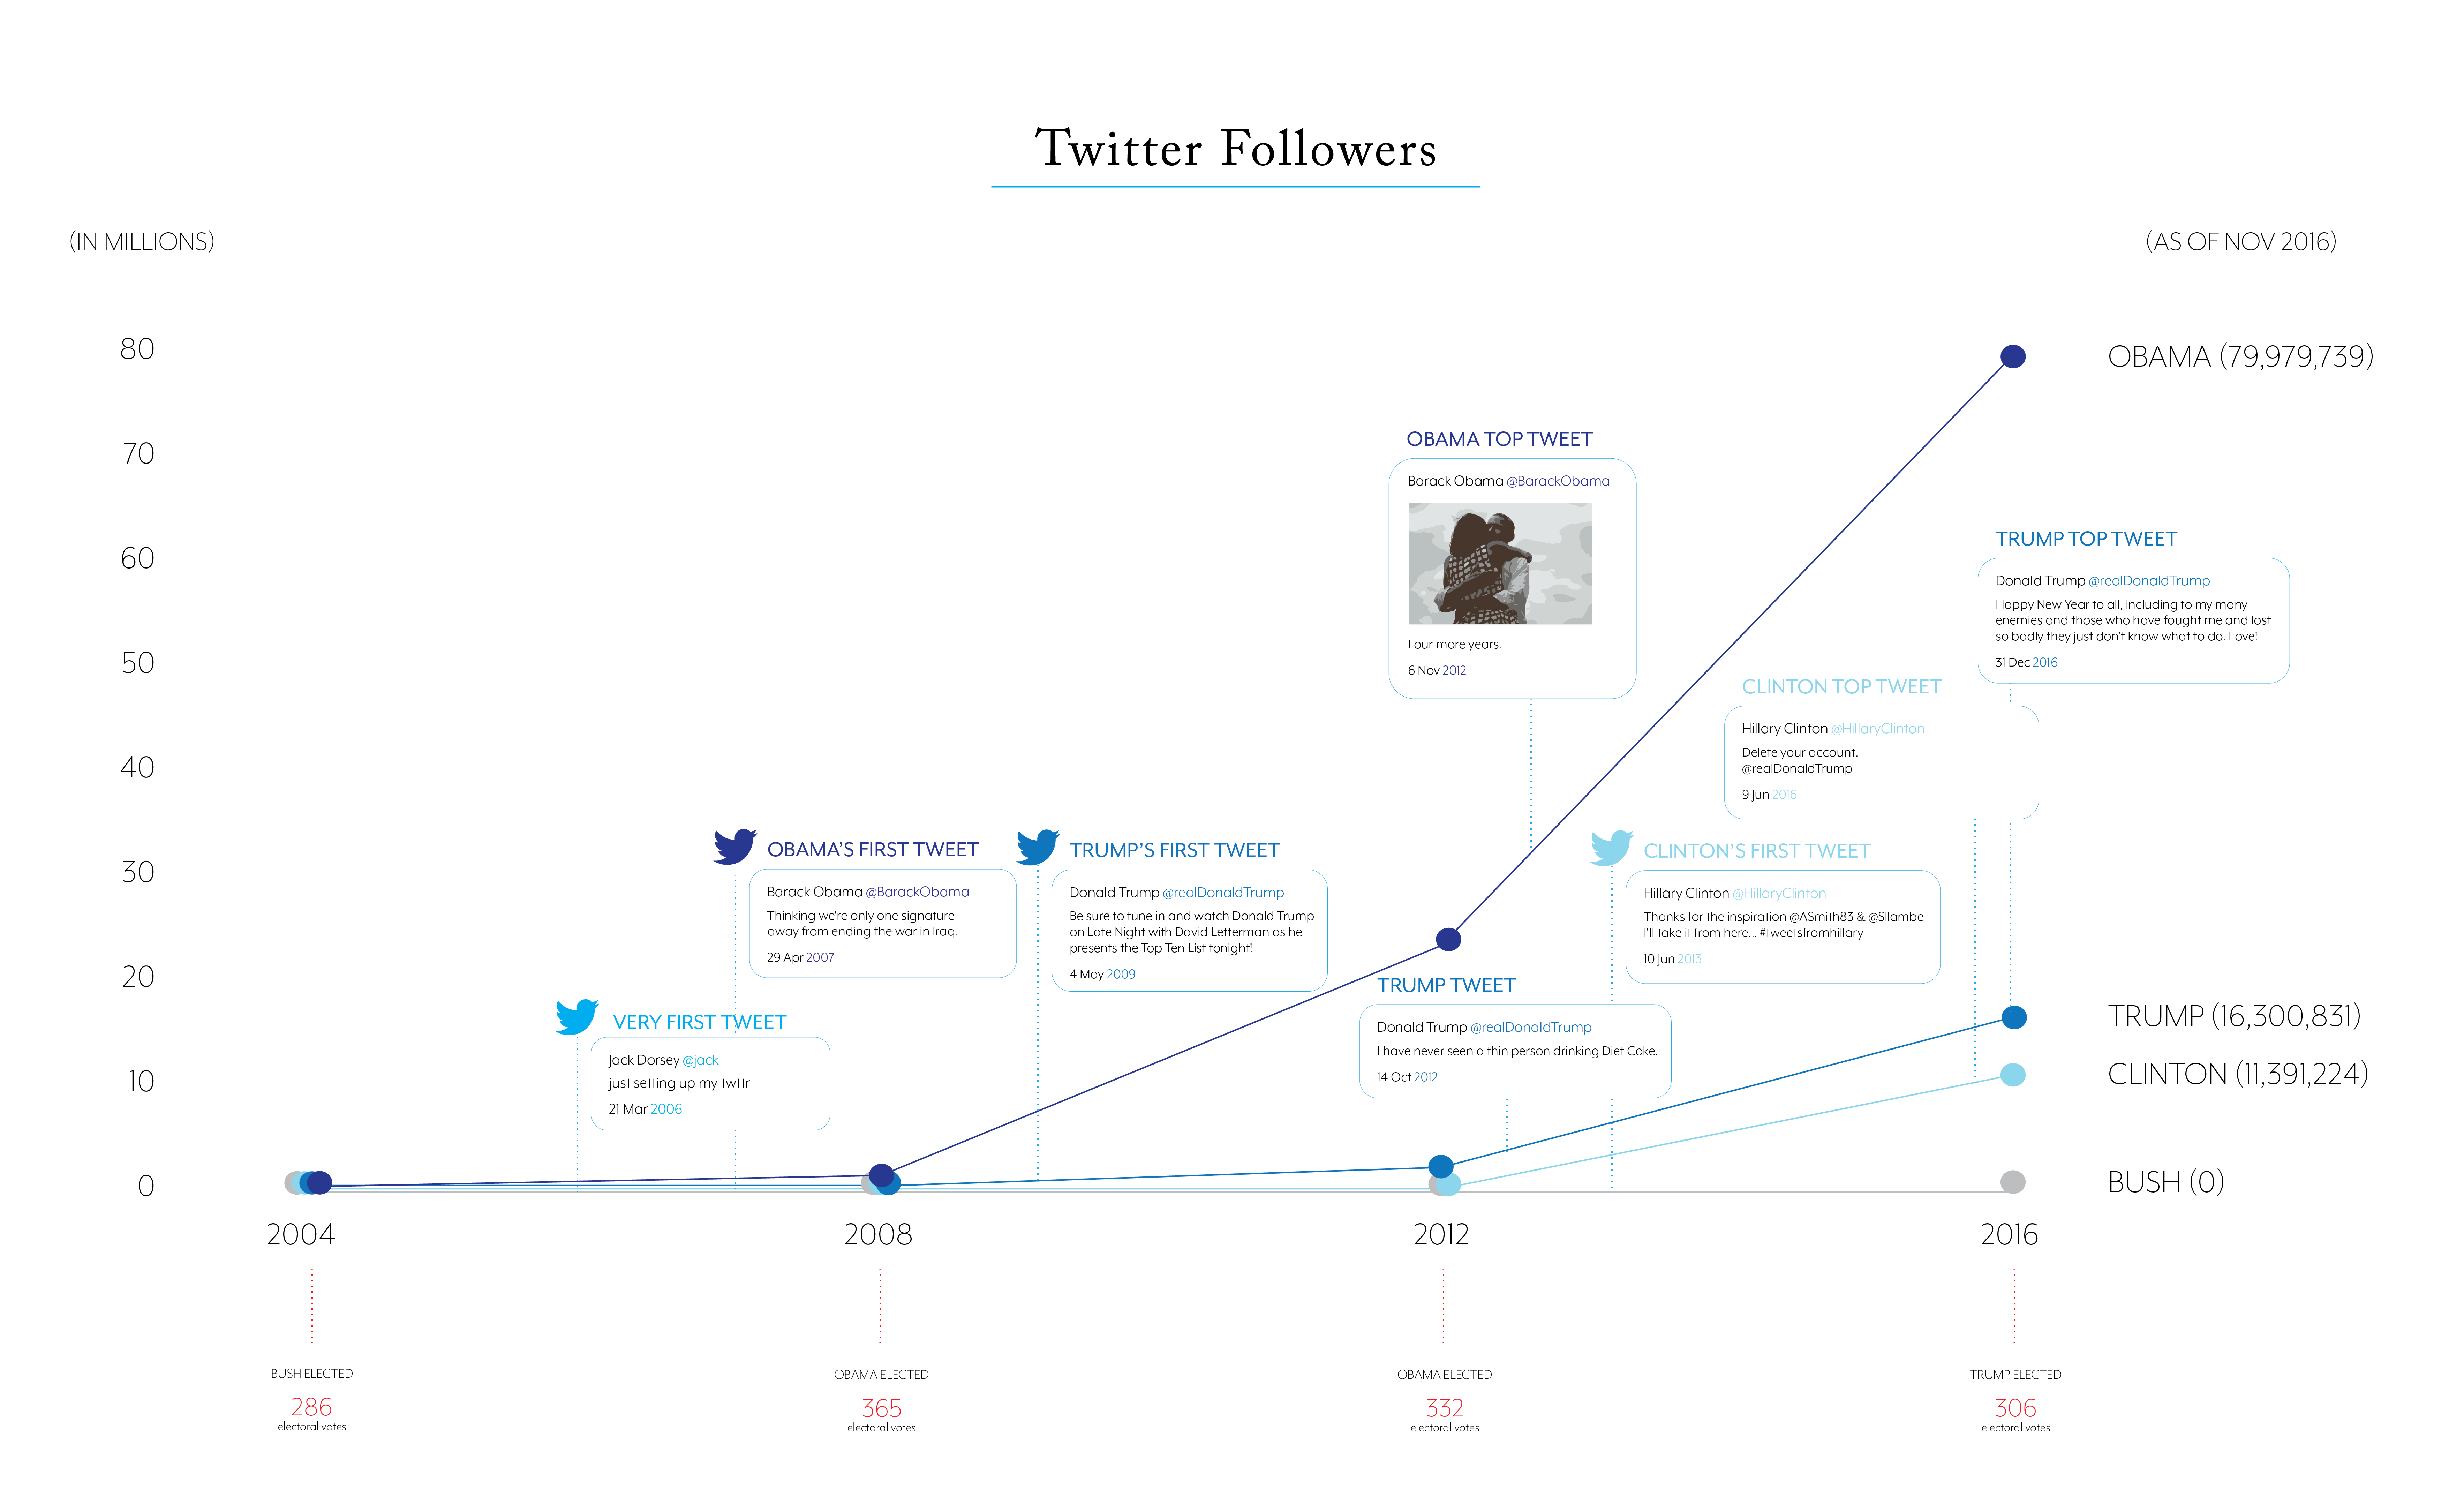 Twitter Followers
(IN MILLIONS)
(AS OF NOV 2016)
80
70
60
50
40
30
20
10
0
OBAMA (79,979,739)
TRUMP (16,300,831)
CLINTON (11,391,224)
BUSH (0)
OBAMA TOP TWEET
Barack Obama @BarackObama
Four more years.
6 Nov 2012
TRUMP TOP TWEET
Donald Trump @realDonaldTrump
Happy New Year to all, including to my many
enemies and those who have fought me and lost
so badly they just don't know what to do. Love!
31 Dec 2016
CLINTON TOP TWEET
Hillary Clinton @HillaryClinton
Delete your account.
@realDonaldTrump
9 Jun 2016
OBAMA'S FIRST TWEET
Barack Obama @BarackObama
Thinking we're only one signature
away from ending the war in Iraq.
29 Apr 2007
TRUMP'S FIRST TWEET
Donald Trump @realDonaldTrump
Be sure to tune in and watch Donald Trump
on Late Night with David Letterman as he
presents the Top Ten List tonight!
4 May 2009
CLINTON'S FIRST TWEET
Hillary Clinton @HillaryClinton
Thanks for the inspiration @ASmith83 & @Sllambe
I'll take it from here... #tweetsfromhillary
10 Jun 2013
TRUMP TWEET
Donald Trump @realDonaldTrump
I have never seen a thin person drinking Diet Coke.
14 Oct 2012
VERY FIRST TWEET
Jack Dorsey @jack
just setting up my twttr
21 Mar 2006
2004
2008
2012
2016
BUSH ELECTED
286
electoral votes
OBAMA ELECTED
365
electoral votes
OBAMA ELECTED
332
electoral votes
TRUMP ELECTED
306
electoral votes